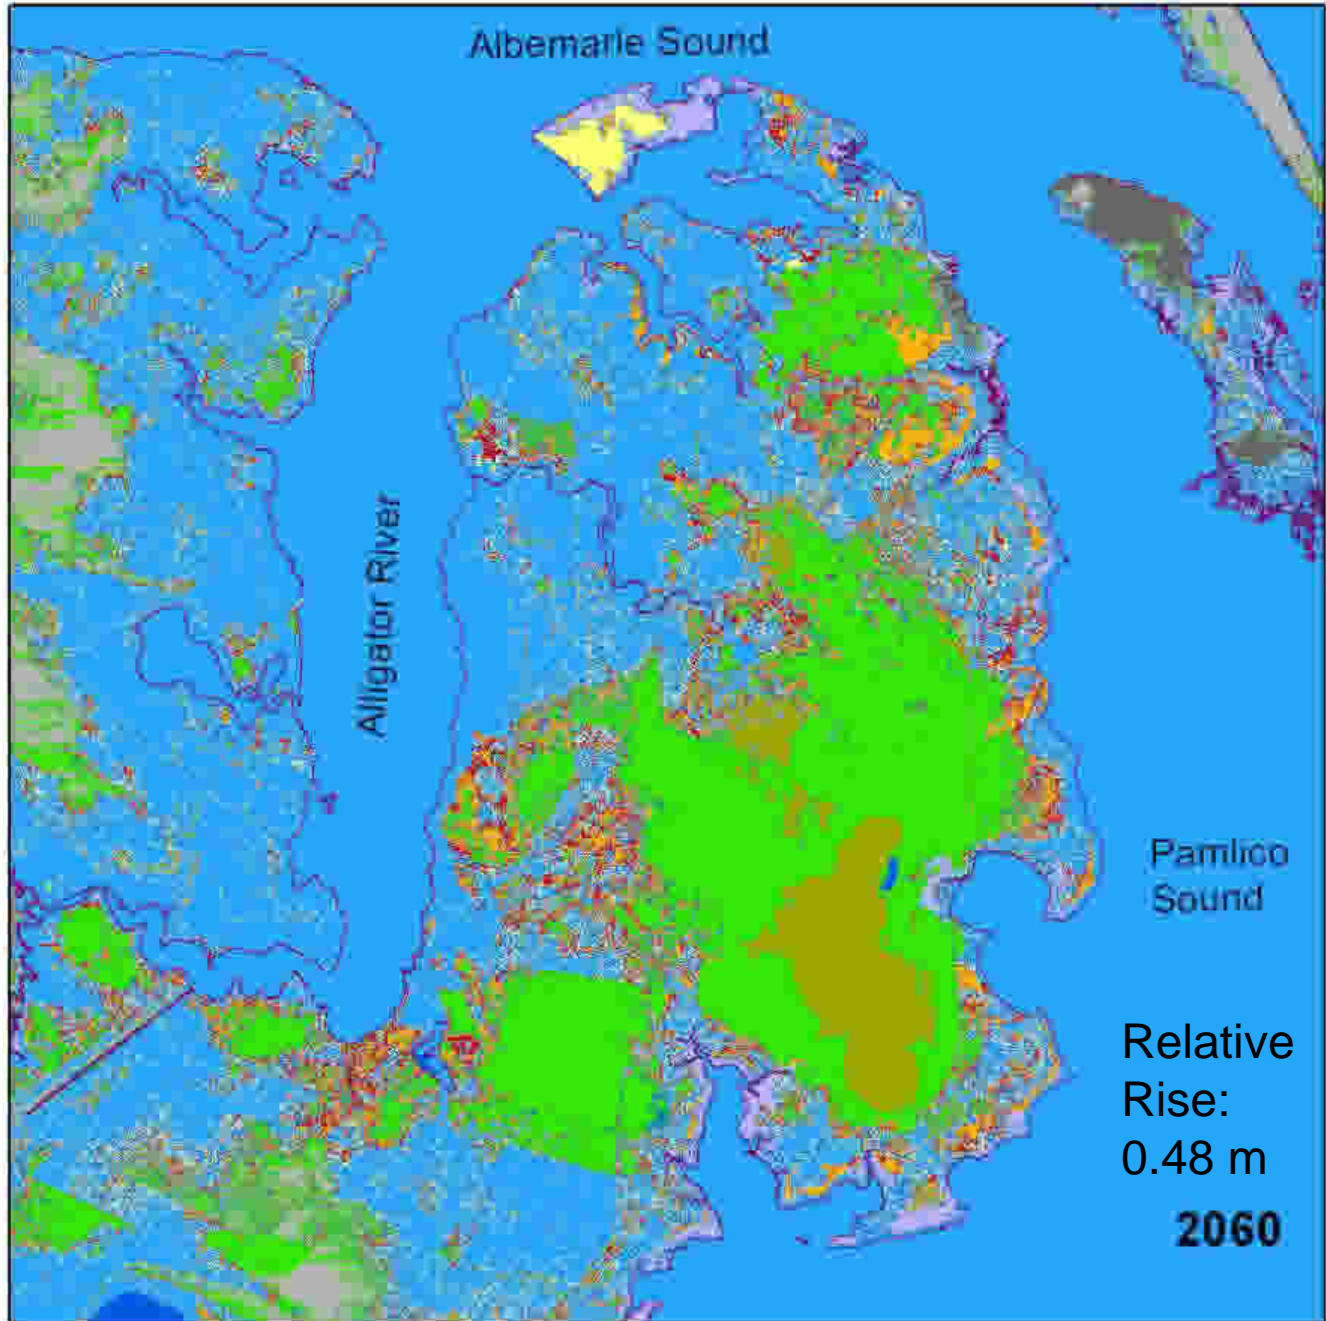 Albemarle Sound
Alligator River
Pamlico
Sound
Relative
Rise:
0.48 m
2060